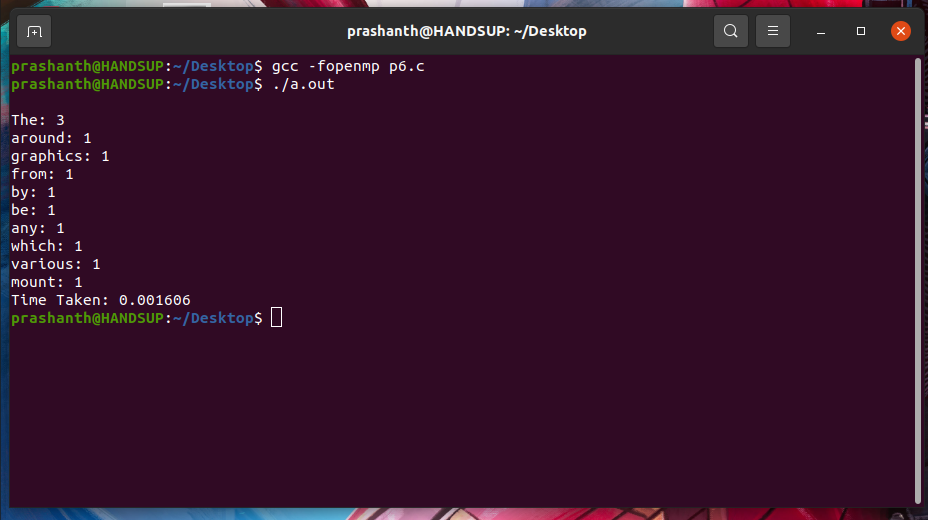 prashanth@HANDSUP: ~/Desktop
prashanth@HANDSUP:~/Desktop$ gcc -fopenmp p6.c
prashanth@HANDSUP:~/Desktop$ ./a.out
The: 3
around: 1
graphics: 1
from: 1
by: 1
be: 1
any: 1
which: 1
various: 1
mount: 1
Time Taken: 0.001606
prashanth@HANDSUP:~/Desktop$